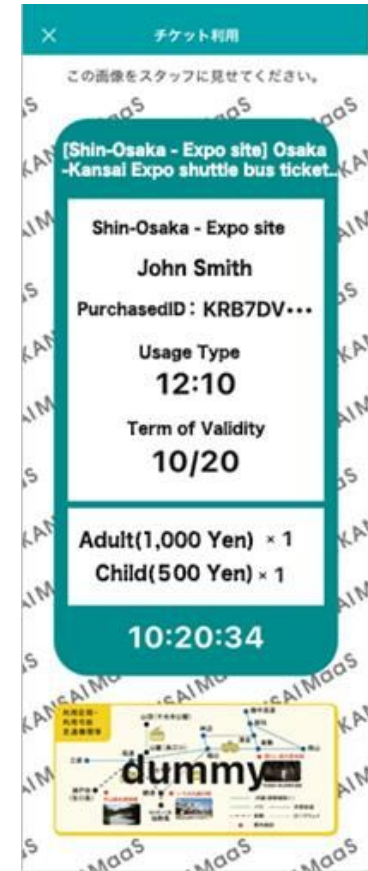 ×
チケット利用
この画像をスタッフに見せてください。
[Shin-Osaka - Expo site] Osaka
-Kansai Expo shuttle bus ticket..
Shin-Osaka - Expo site
John Smith
PurchasedID：KRB7DV•••
Usage Type
12:10
Term of Validity
10/20
Adult(1,000 Yen) × 1
Child(500 Yen) × 1
10:20:34
dummy
KANSAI MaaS